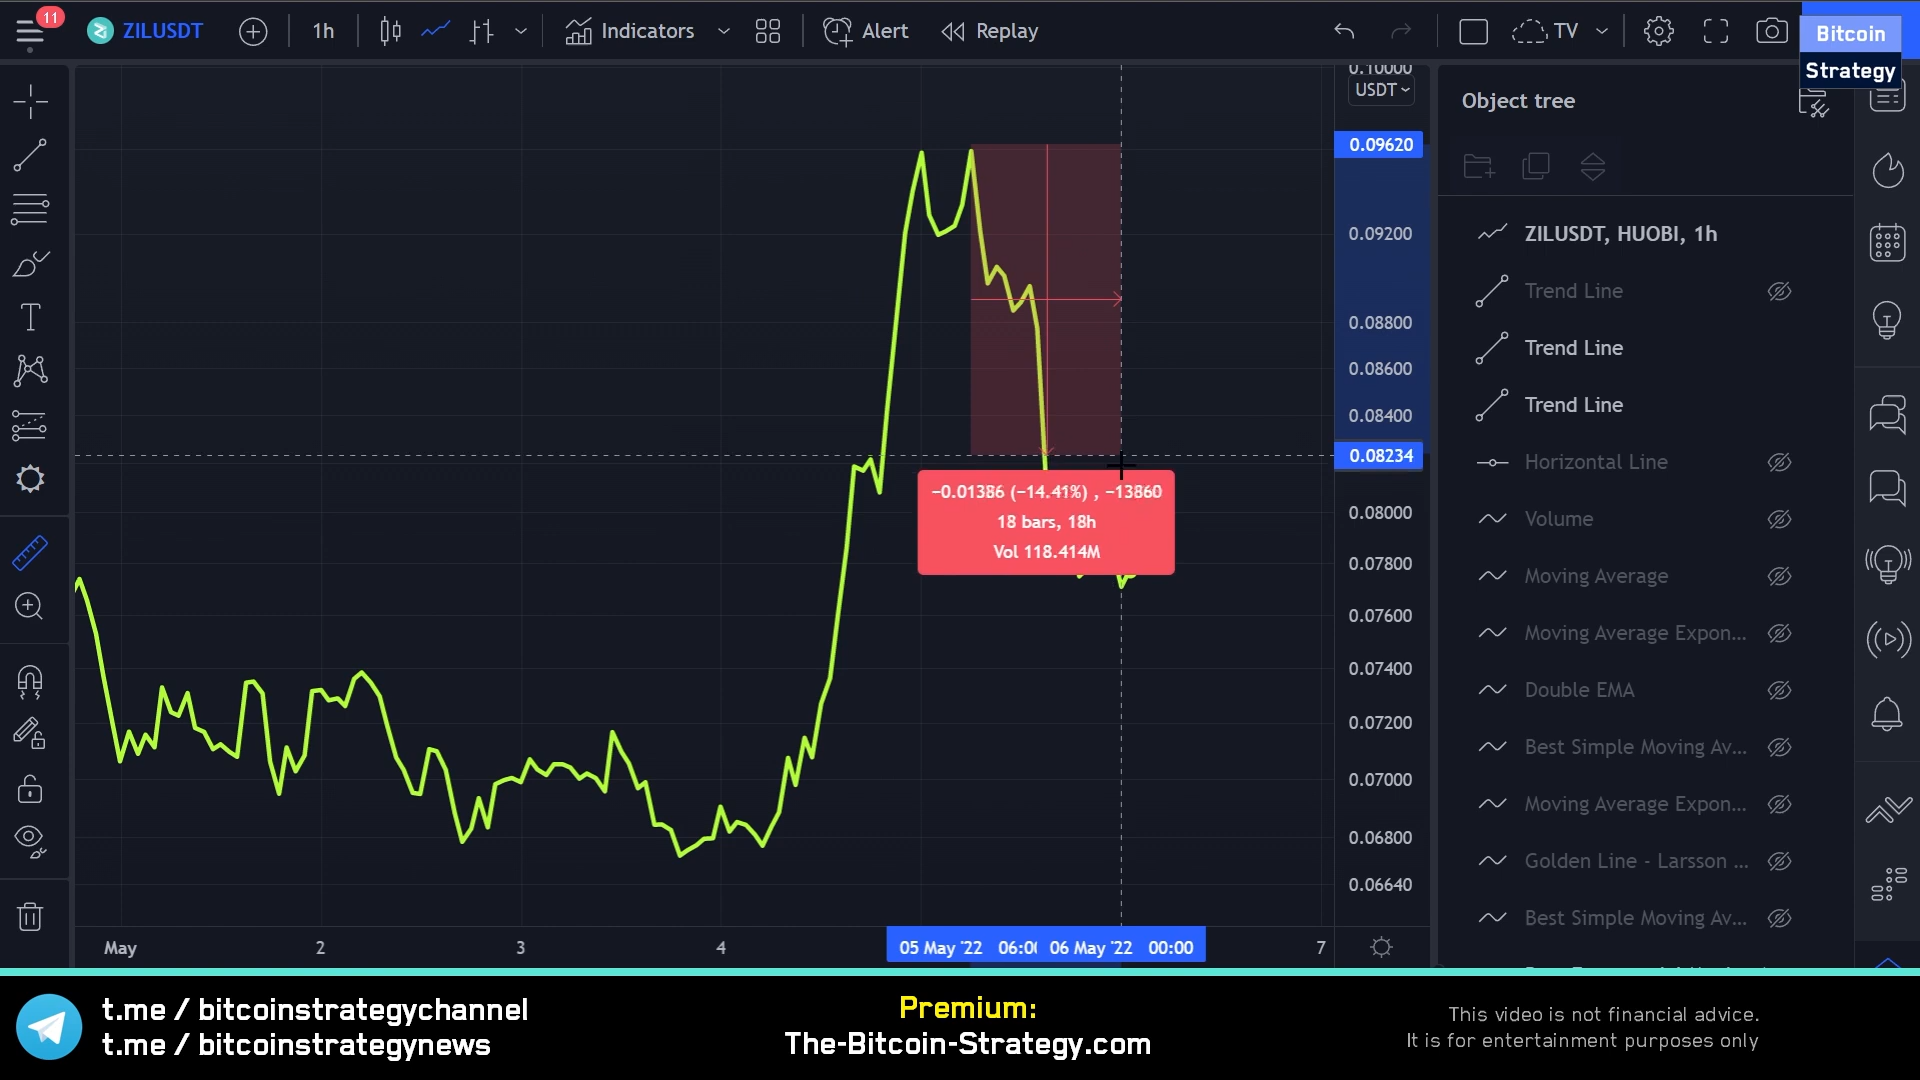 11
ZILUSDT
1h
Indicators
Alert
Replay
TV
Bitcoin
Strategy
0.10000
USDT
0.09620
0.09200
0.08800
0.08600
0.08400
0.08234
0.08000
0.07800
0.07600
0.07400
0.07200
0.07000
0.06800
0.06640
−0.01386 (−14.41%) , −13860
18 bars, 18h
Vol 118.414M
May
2
3
4
05 May '22 06:00
06 May '22 00:00
7
Object tree
ZILUSDT, HUOBI, 1h
Trend Line
Trend Line
Trend Line
Horizontal Line
Volume
Moving Average
Moving Average Expon...
Double EMA
Best Simple Moving Av...
Moving Average Expon...
Golden Line - Larsson ...
Best Simple Moving Av...
t.me / bitcoinstrategychannel
t.me / bitcoinstrategynews
Premium:
The-Bitcoin-Strategy.com
This video is not financial advice.
It is for entertainment purposes only